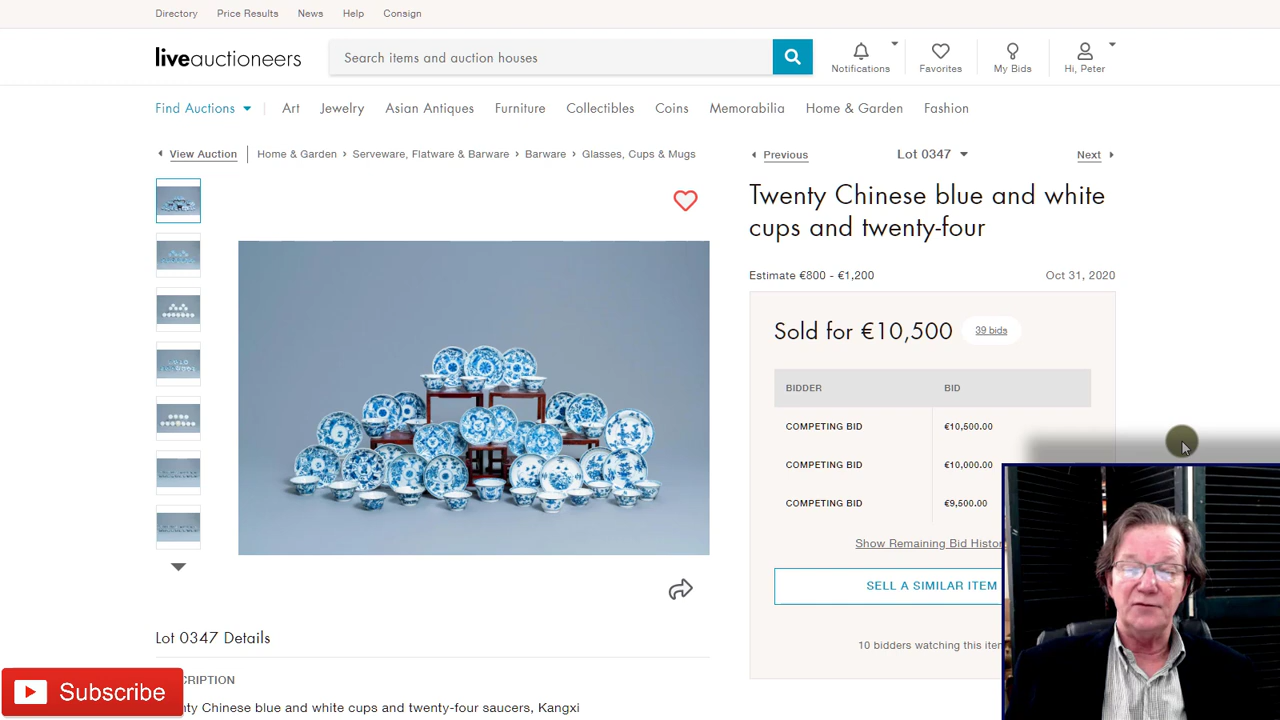 Directory Price Results News Help Consign
liveauctioneers
Search items and auction houses
Notifications
Favorites
My Bids
Hi, Peter
Find Auctions Art Jewelry Asian Antiques Furniture Collectibles Coins Memorabilia Home & Garden Fashion
View Auction Home & Garden › Serveware, Flatware & Barware › Barware › Glasses, Cups & Mugs
Previous Lot 0347 Next
Twenty Chinese blue and white
cups and twenty-four
Estimate €800 - €1,200 Oct 31, 2020
Sold for €10,500 39 bids
BIDDER BID
COMPETING BID €10,500.00
COMPETING BID €10,000.00
COMPETING BID €9,500.00
Show Remaining Bid Histor
SELL A SIMILAR ITEM
10 bidders watching this iten
Lot 0347 Details
CRIPTION
Subscribe
nty Chinese blue and white cups and twenty-four saucers, Kangxi